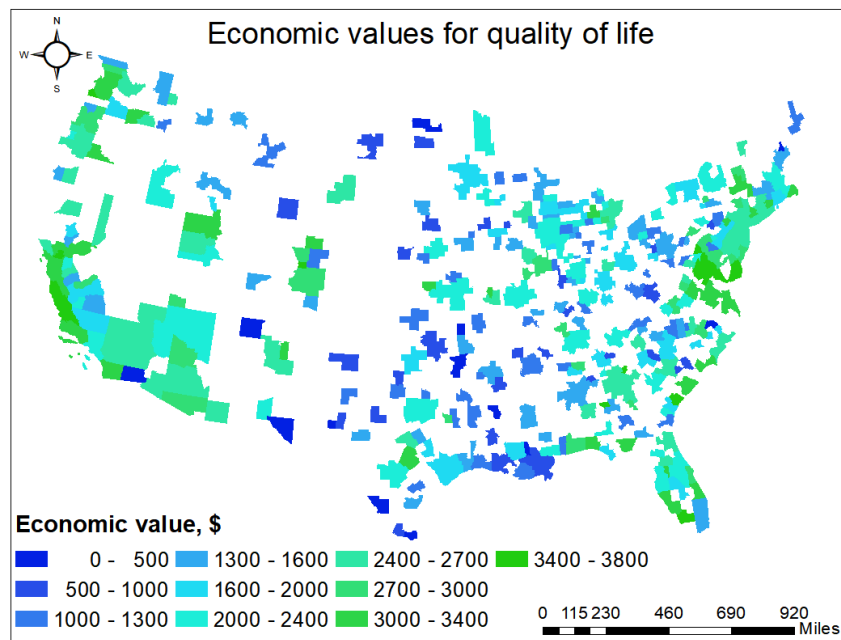 Economic values for quality of life
N
W E
S
Economic value, $
0 - 500 1300 - 1600 2400 - 2700 3400 - 3800
500 - 1000 1600 - 2000 2700 - 3000
1000 - 1300 2000 - 2400 3000 - 3400
0 115 230 460 690 920
Miles